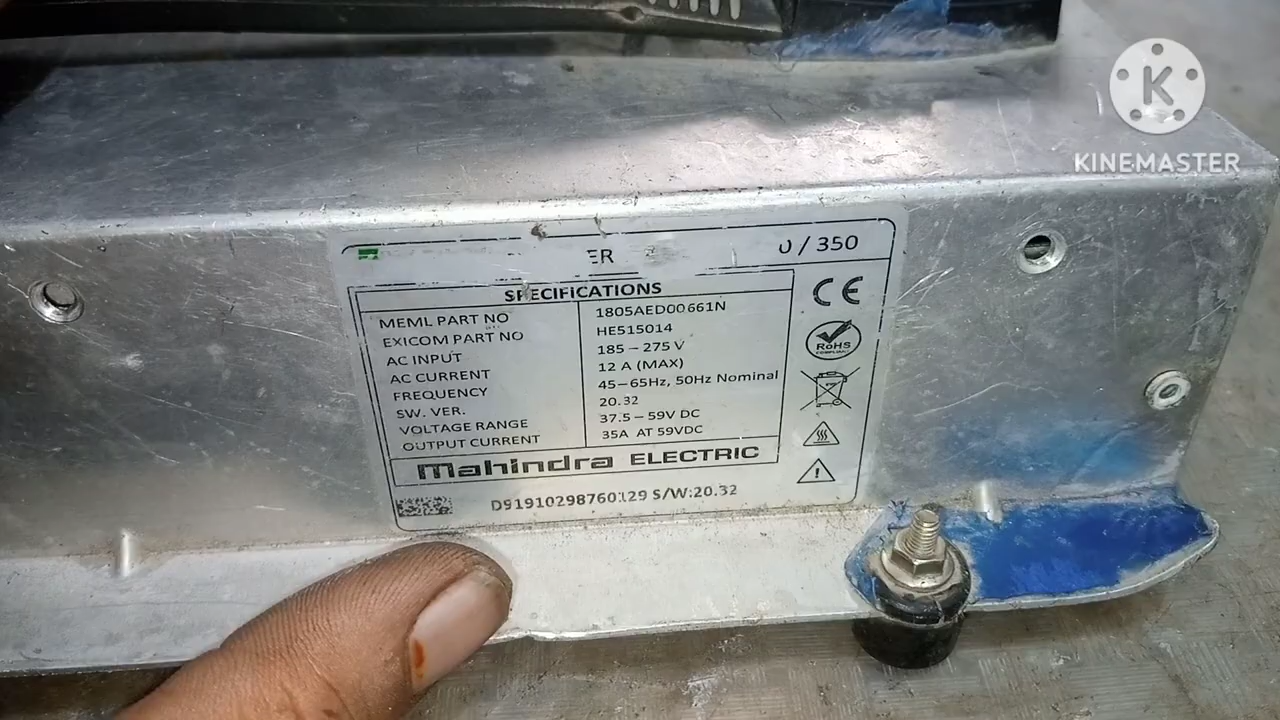 K
KINEMASTER
ER 0 / 350
SPECIFICATIONS
MEML PART NO 1805AED00661N
EXICOM PART NO HE515014
AC INPUT 185 – 275 V
AC CURRENT 12 A (MAX)
FREQUENCY 45–65Hz, 50Hz Nominal
SW. VER. 20.32
VOLTAGE RANGE 37.5 – 59V DC
OUTPUT CURRENT 35A AT 59VDC
Mahindra ELECTRIC
D91910298760129 S/W:20.32
CE
RoHS
COMPLIANT